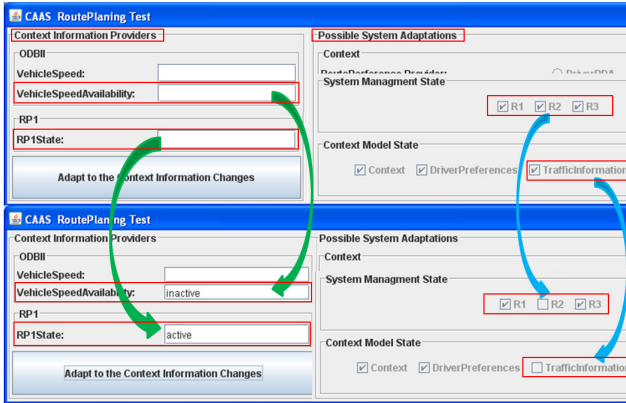 CAAS RoutePlaning Test
Context Information Providers
ODBII
VehicleSpeed:
VehicleSpeedAvailability:
RP1
RP1State:
Adapt to the Context Information Changes
Possible System Adaptations
Context
System Managment State
R1 R2 R3
Context Model State
Context DriverPreferences TrafficInformation
CAAS RoutePlaning Test
Context Information Providers
ODBII
VehicleSpeed:
VehicleSpeedAvailability: inactive
RP1
RP1State: active
Adapt to the Context Information Changes
Possible System Adaptations
Context
System Managment State
R1 R2 R3
Context Model State
Context DriverPreferences TrafficInformation